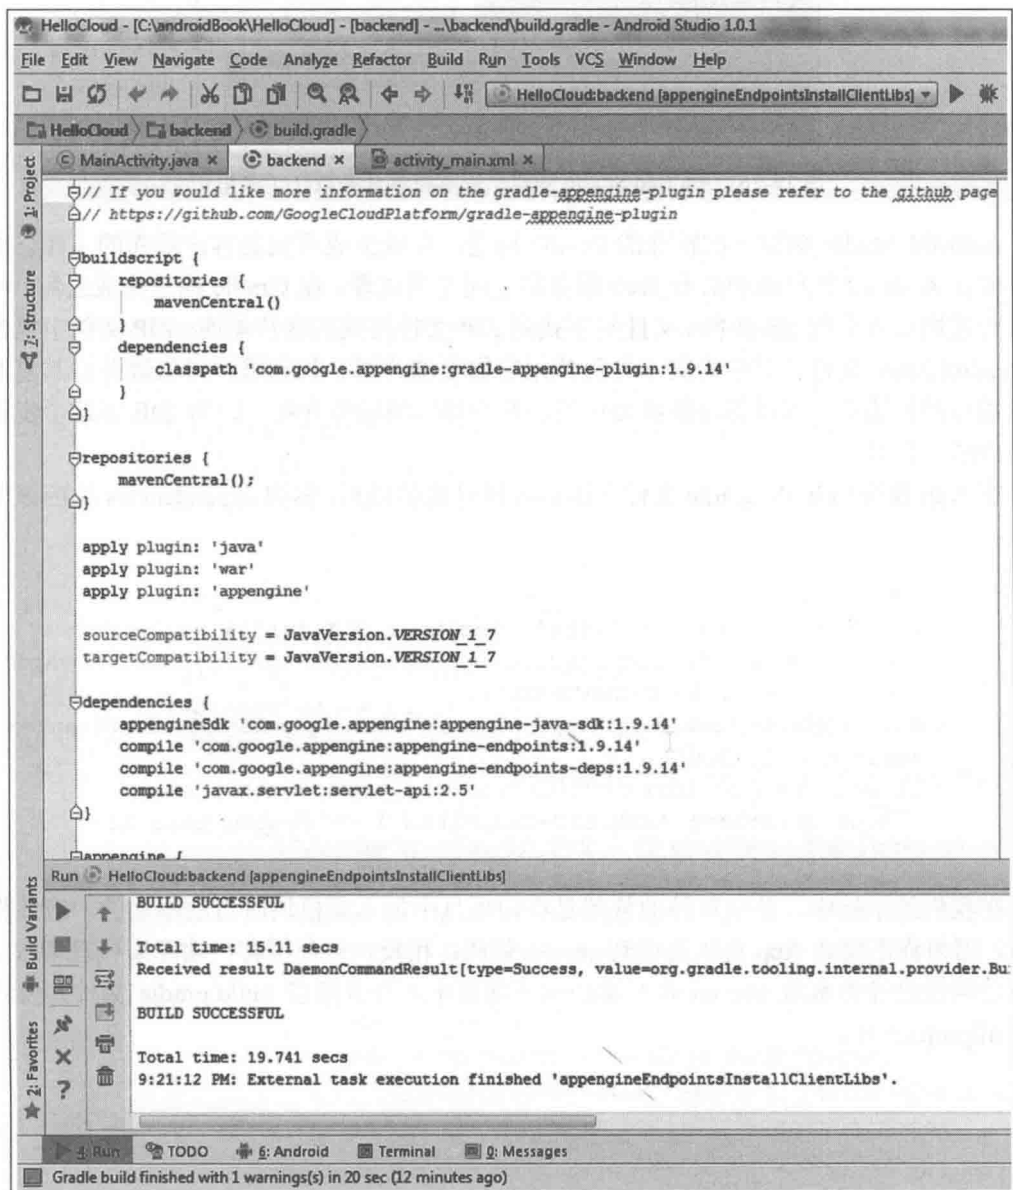 HelloCloud - [C:\androidBook\HelloCloud] - [backend] - ...\backend\build.gradle - Android Studio 1.0.1
File Edit View Navigate Code Analyze Refactor Build Run Tools VCS Window Help
HelloCloud:backend [appengineEndpointsInstallClientLibs]
HelloCloud backend build.gradle
MainActivity.java × backend × activity_main.xml ×
1: Project
7: Structure
// If you would like more information on the gradle-appengine-plugin please refer to the github page
// https://github.com/GoogleCloudPlatform/gradle-appengine-plugin
buildscript {
    repositories {
        mavenCentral()
    }
    dependencies {
        classpath 'com.google.appengine:gradle-appengine-plugin:1.9.14'
    }
}
repositories {
    mavenCentral();
}
apply plugin: 'java'
apply plugin: 'war'
apply plugin: 'appengine'
sourceCompatibility = JavaVersion.VERSION_1_7
targetCompatibility = JavaVersion.VERSION_1_7
dependencies {
    appengineSdk 'com.google.appengine:appengine-java-sdk:1.9.14'
    compile 'com.google.appengine:appengine-endpoints:1.9.14'
    compile 'com.google.appengine:appengine-endpoints-deps:1.9.14'
    compile 'javax.servlet:servlet-api:2.5'
}
appengine {
Run HelloCloud:backend [appengineEndpointsInstallClientLibs]
Build Variants
2: Favorites
BUILD SUCCESSFUL
Total time: 15.11 secs
Received result DaemonCommandResult[type=Success, value=org.gradle.tooling.internal.provider.Bu
BUILD SUCCESSFUL
Total time: 19.741 secs
9:21:12 PM: External task execution finished 'appengineEndpointsInstallClientLibs'.
4: Run TODO 6: Android Terminal 0: Messages
Gradle build finished with 1 warnings(s) in 20 sec (12 minutes ago)